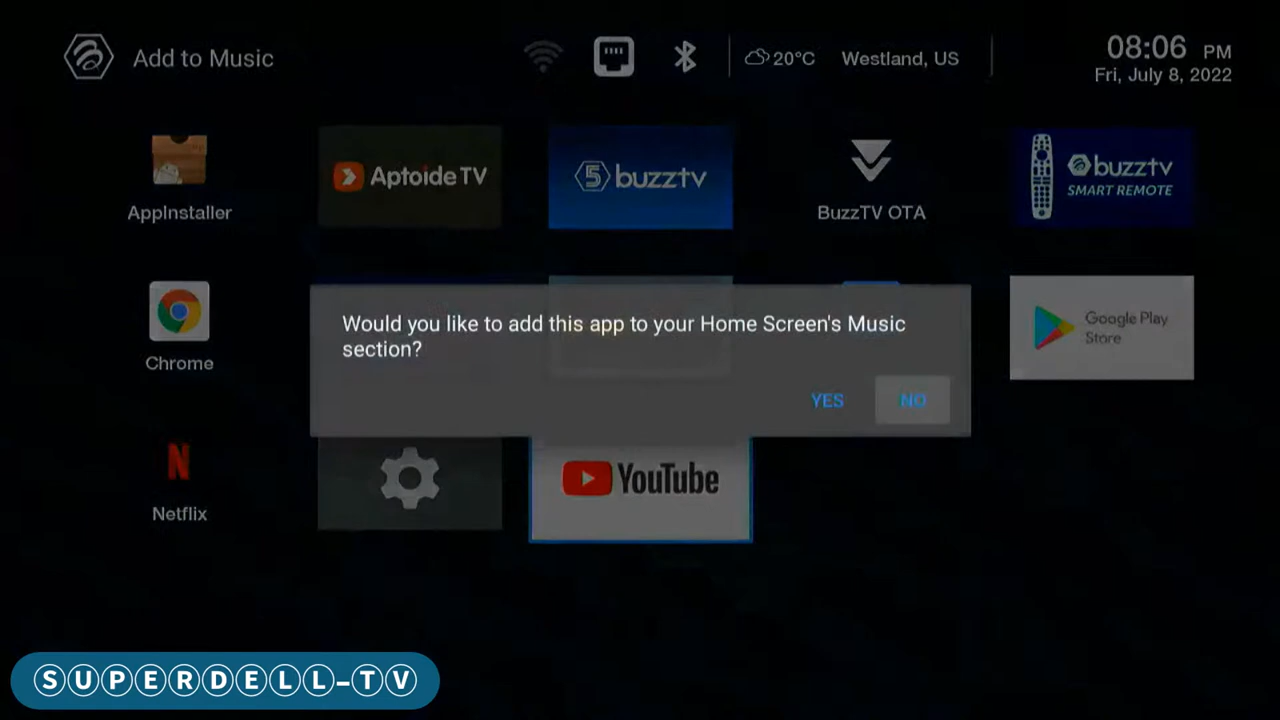 Add to Music
20°C
Westland, US
08:06 PM
Fri, July 8, 2022
AppInstaller
Aptoide TV
5 buzztv
BuzzTV OTA
buzztv
SMART REMOTE
Chrome
Google Play
Store
Would you like to add this app to your Home Screen's Music
section?
YES
NO
N
Netflix
YouTube
SUPERDELL-TV